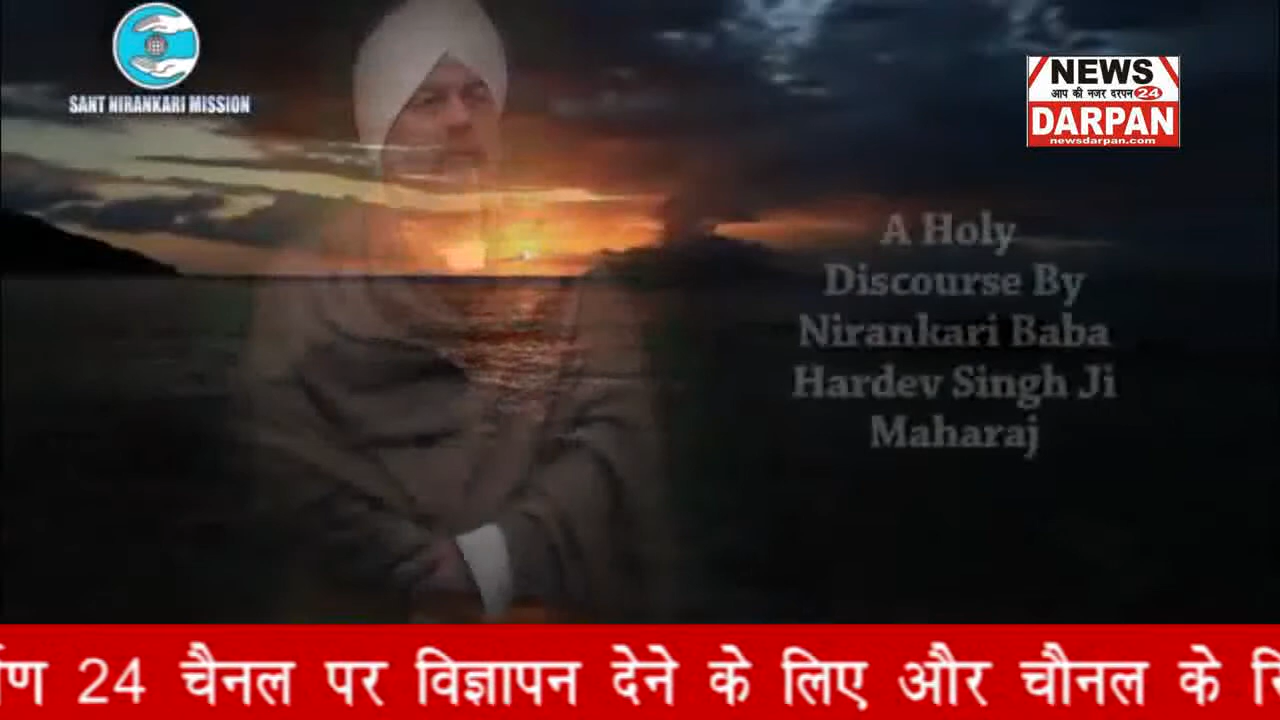 SANT NIRANKARI MISSION
NEWS
आप की नजर दरपन 24
DARPAN
newsdarpan.com
A Holy
Discourse By
Nirankari Baba
Hardev Singh Ji
Maharaj
24 चैनल पर विज्ञापन देने के लिए और चौनल के